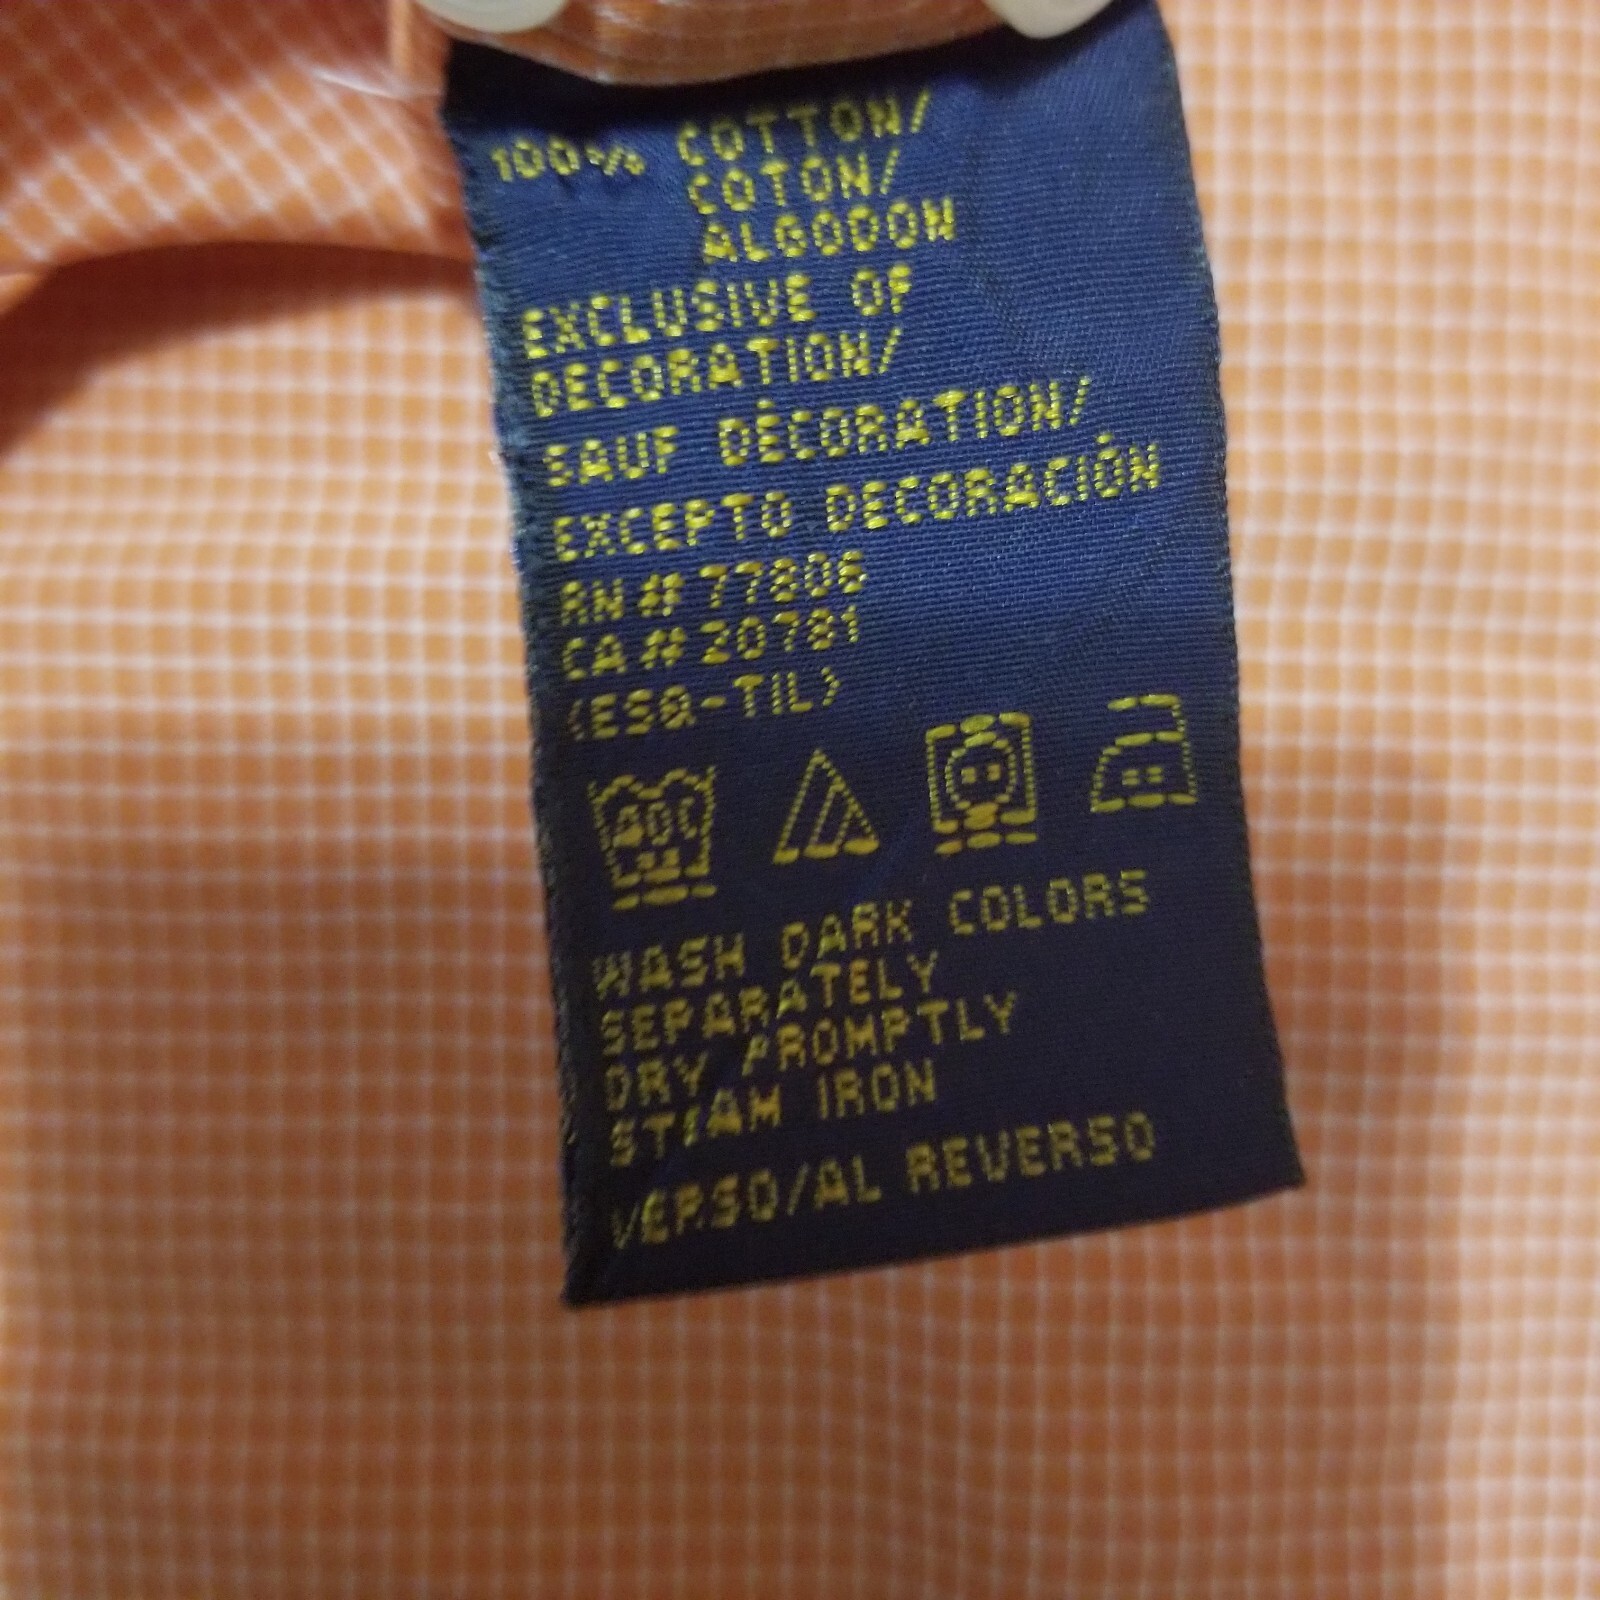 100% COTTON/
COTON/
ALGODON
EXCLUSIVE OF
DECORATION/
SAUF DÉCORATION/
EXCEPTO DECORACIÓN
RN# 77806
CA# 20781
(ESQ-TIL)
40C
WASH DARK COLORS
SEPARATELY
DRY PROMPTLY
STEAM IRON
VERSO/AL REVERSO